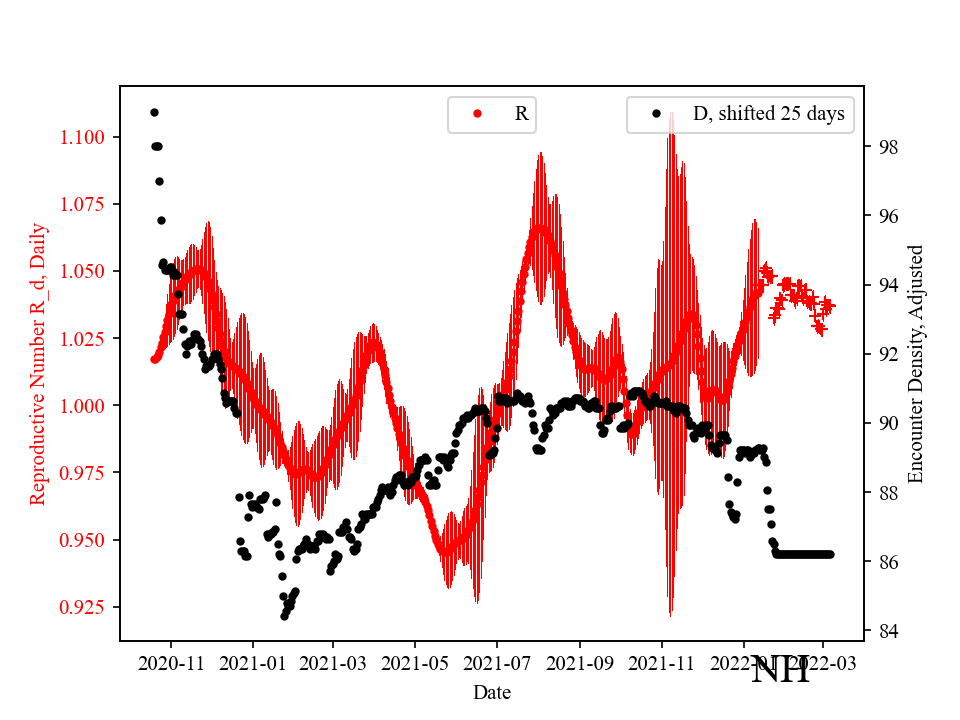 R
D, shifted 25 days
1.100
1.075
1.050
1.025
1.000
0.975
0.950
0.925
Reproductive Number R_d, Daily
98
96
94
92
90
88
86
84
Encounter Density, Adjusted
2020-11 2021-01 2021-03 2021-05 2021-07 2021-09 2021-11 2022-01 2022-03
NH
Date